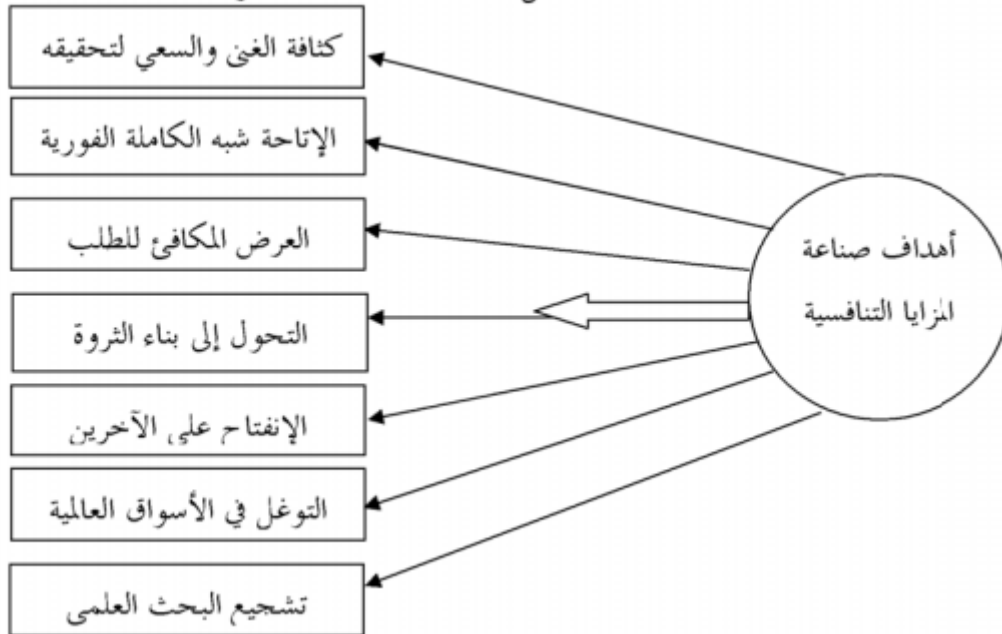 أهداف صناعة
المزايا التنافسية
كثافة الغنى والسعي لتحقيقه
الإتاحة شبه الكاملة الفورية
العرض المكافئ للطلب
التحول إلى بناء الثروة
الإنفتاح على الآخرين
التوغل في الأسواق العالمية
تشجيع البحث العلمي